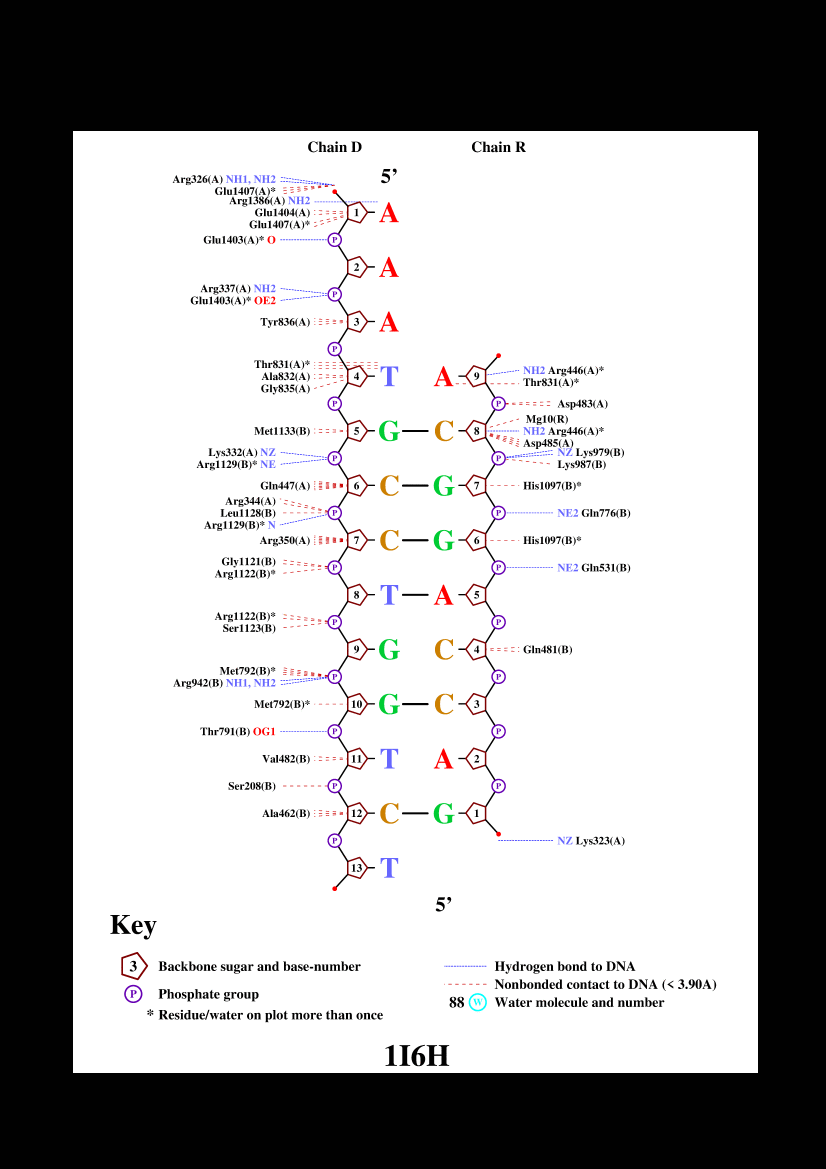 Chain D
Chain R
5’
Arg326(A) NH1, NH2
Glu1407(A)*
Arg1386(A) NH2
Glu1404(A)
Glu1407(A)*
1 A
Glu1403(A)* O
P
2 A
Arg337(A) NH2
Glu1403(A)* OE2
P
Tyr836(A)
3 A
P
Thr831(A)*
Ala832(A)
Gly835(A)
4 T A 9
NH2 Arg446(A)*
Thr831(A)*
P P
Asp483(A)
Met1133(B)
5 G C 8
Mg10(R)
NH2 Arg446(A)*
Asp485(A)
Lys332(A) NZ
Arg1129(B)* NE
P P
NZ Lys979(B)
Lys987(B)
Gln447(A)
6 C G 7
His1097(B)*
Arg344(A)
Leu1128(B)
Arg1129(B)* N
P P
NE2 Gln776(B)
Arg350(A)
7 C G 6
His1097(B)*
Gly1121(B)
Arg1122(B)*
P P
NE2 Gln531(B)
8 T A 5
Arg1122(B)*
Ser1123(B)
P P
9 G C 4
Gln481(B)
Met792(B)*
Arg942(B) NH1, NH2
P P
Met792(B)*
10 G C 3
Thr791(B) OG1
P P
Val482(B)
11 T A 2
Ser208(B)
P P
Ala462(B)
12 C G 1
P
NZ Lys323(A)
13 T
5’
Key
3 Backbone sugar and base-number
P Phosphate group
* Residue/water on plot more than once
Hydrogen bond to DNA
Nonbonded contact to DNA (< 3.90A)
88 W Water molecule and number
1I6H